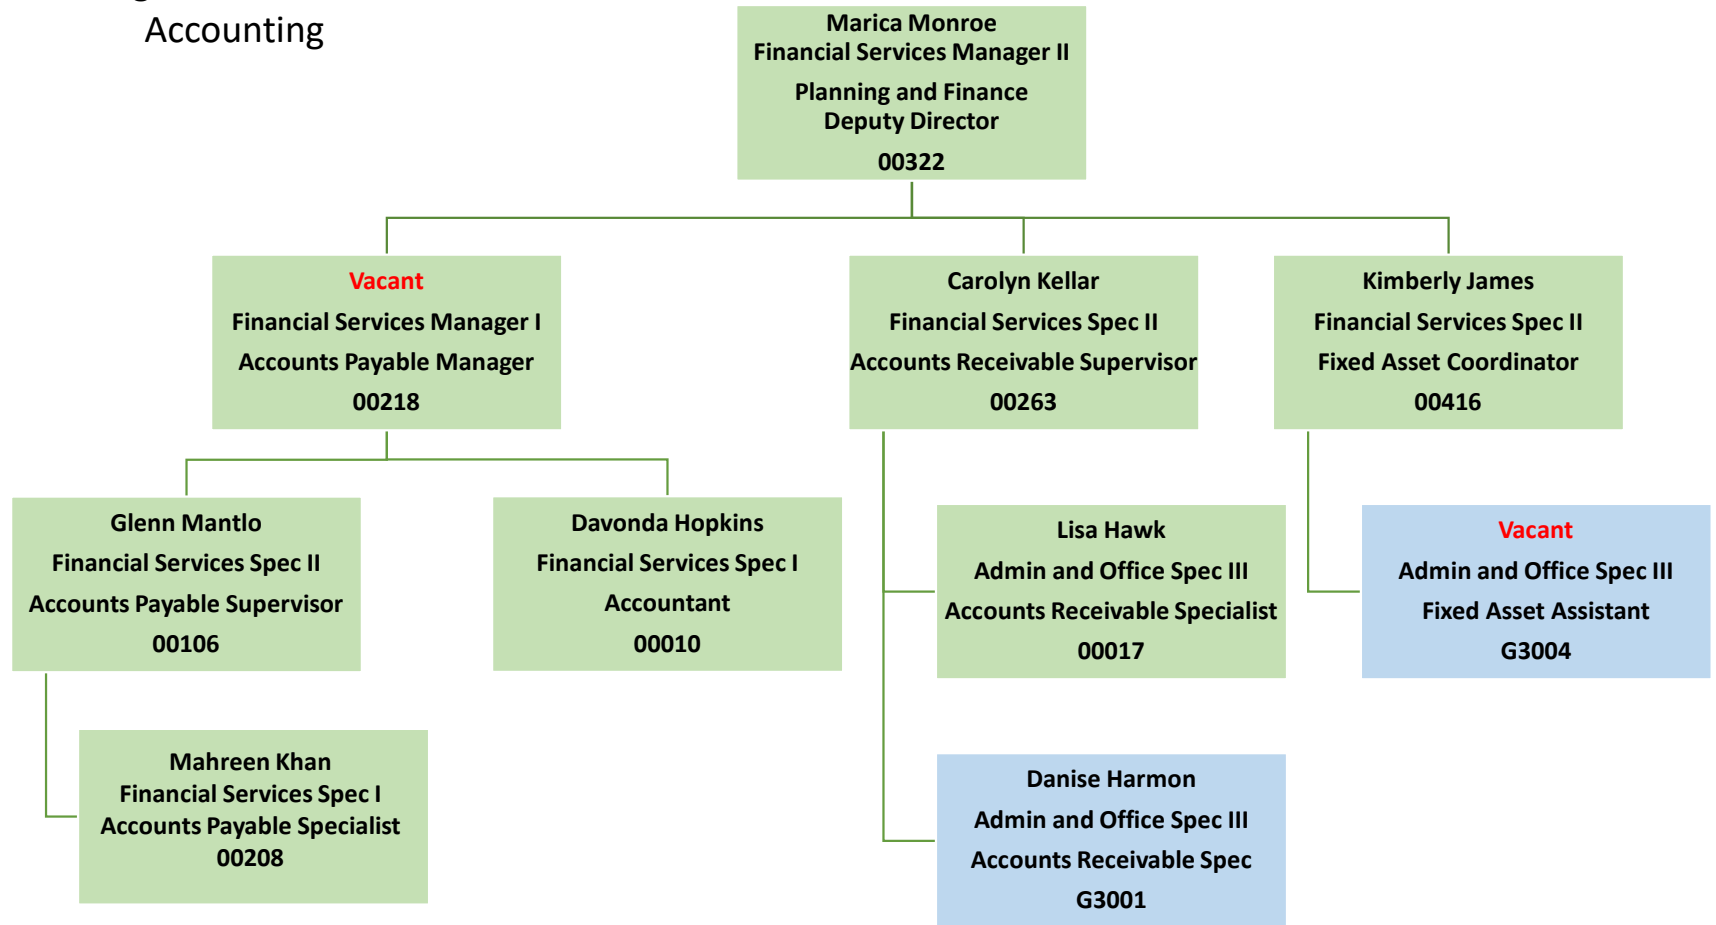 Accounting
Marica Monroe
Financial Services Manager II
Planning and Finance
Deputy Director
00322
Vacant
Financial Services Manager I
Accounts Payable Manager
00218
Carolyn Kellar
Financial Services Spec II
Accounts Receivable Supervisor
00263
Kimberly James
Financial Services Spec II
Fixed Asset Coordinator
00416
Glenn Mantlo
Financial Services Spec II
Accounts Payable Supervisor
00106
Davonda Hopkins
Financial Services Spec I
Accountant
00010
Lisa Hawk
Admin and Office Spec III
Accounts Receivable Specialist
00017
Vacant
Admin and Office Spec III
Fixed Asset Assistant
G3004
Mahreen Khan
Financial Services Spec I
Accounts Payable Specialist
00208
Danise Harmon
Admin and Office Spec III
Accounts Receivable Spec
G3001